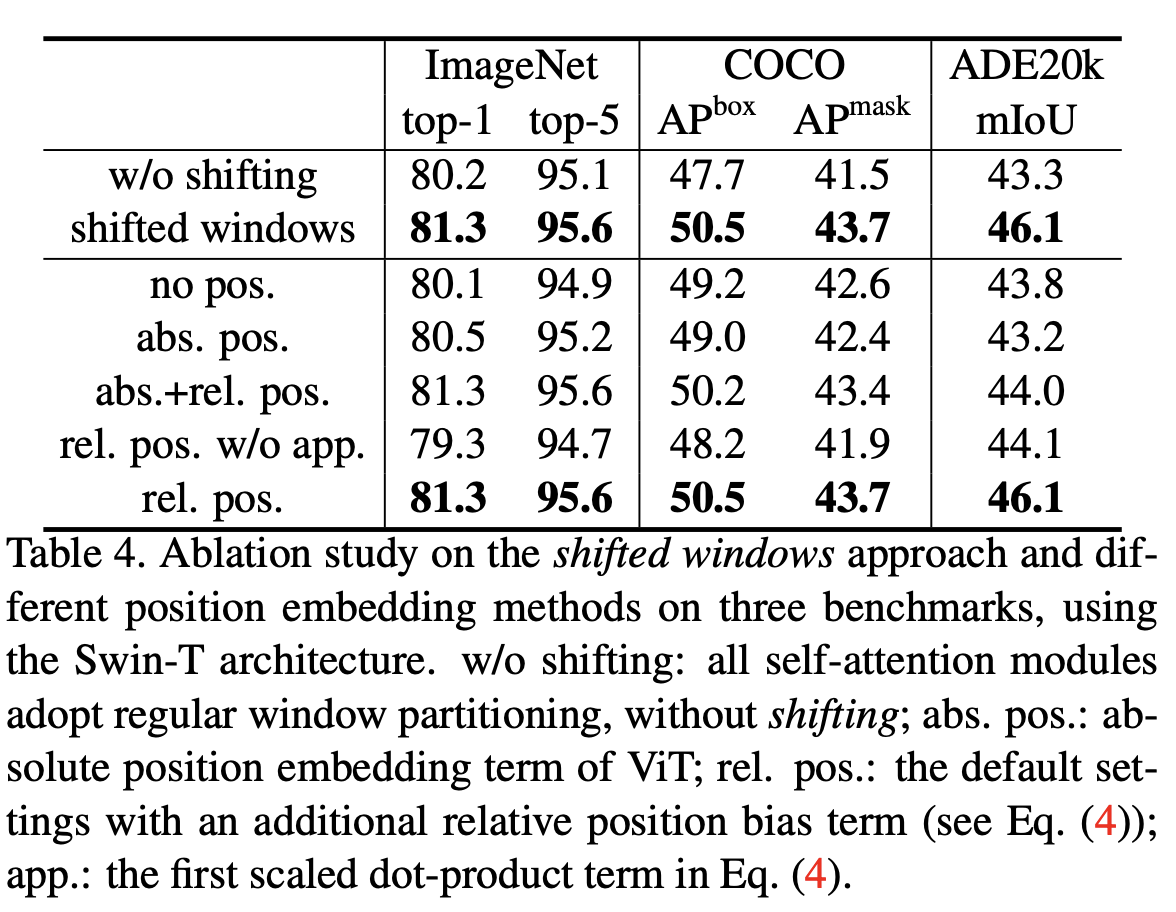 ImageNet COCO ADE20k
top-1 top-5 AP^box AP^mask mIoU
w/o shifting 80.2 95.1 47.7 41.5 43.3
shifted windows 81.3 95.6 50.5 43.7 46.1
no pos. 80.1 94.9 49.2 42.6 43.8
abs. pos. 80.5 95.2 49.0 42.4 43.2
abs.+rel. pos. 81.3 95.6 50.2 43.4 44.0
rel. pos. w/o app. 79.3 94.7 48.2 41.9 44.1
rel. pos. 81.3 95.6 50.5 43.7 46.1
Table 4. Ablation study on the shifted windows approach and dif-
ferent position embedding methods on three benchmarks, using
the Swin-T architecture. w/o shifting: all self-attention modules
adopt regular window partitioning, without shifting; abs. pos.: ab-
solute position embedding term of ViT; rel. pos.: the default set-
tings with an additional relative position bias term (see Eq. (4));
app.: the first scaled dot-product term in Eq. (4).